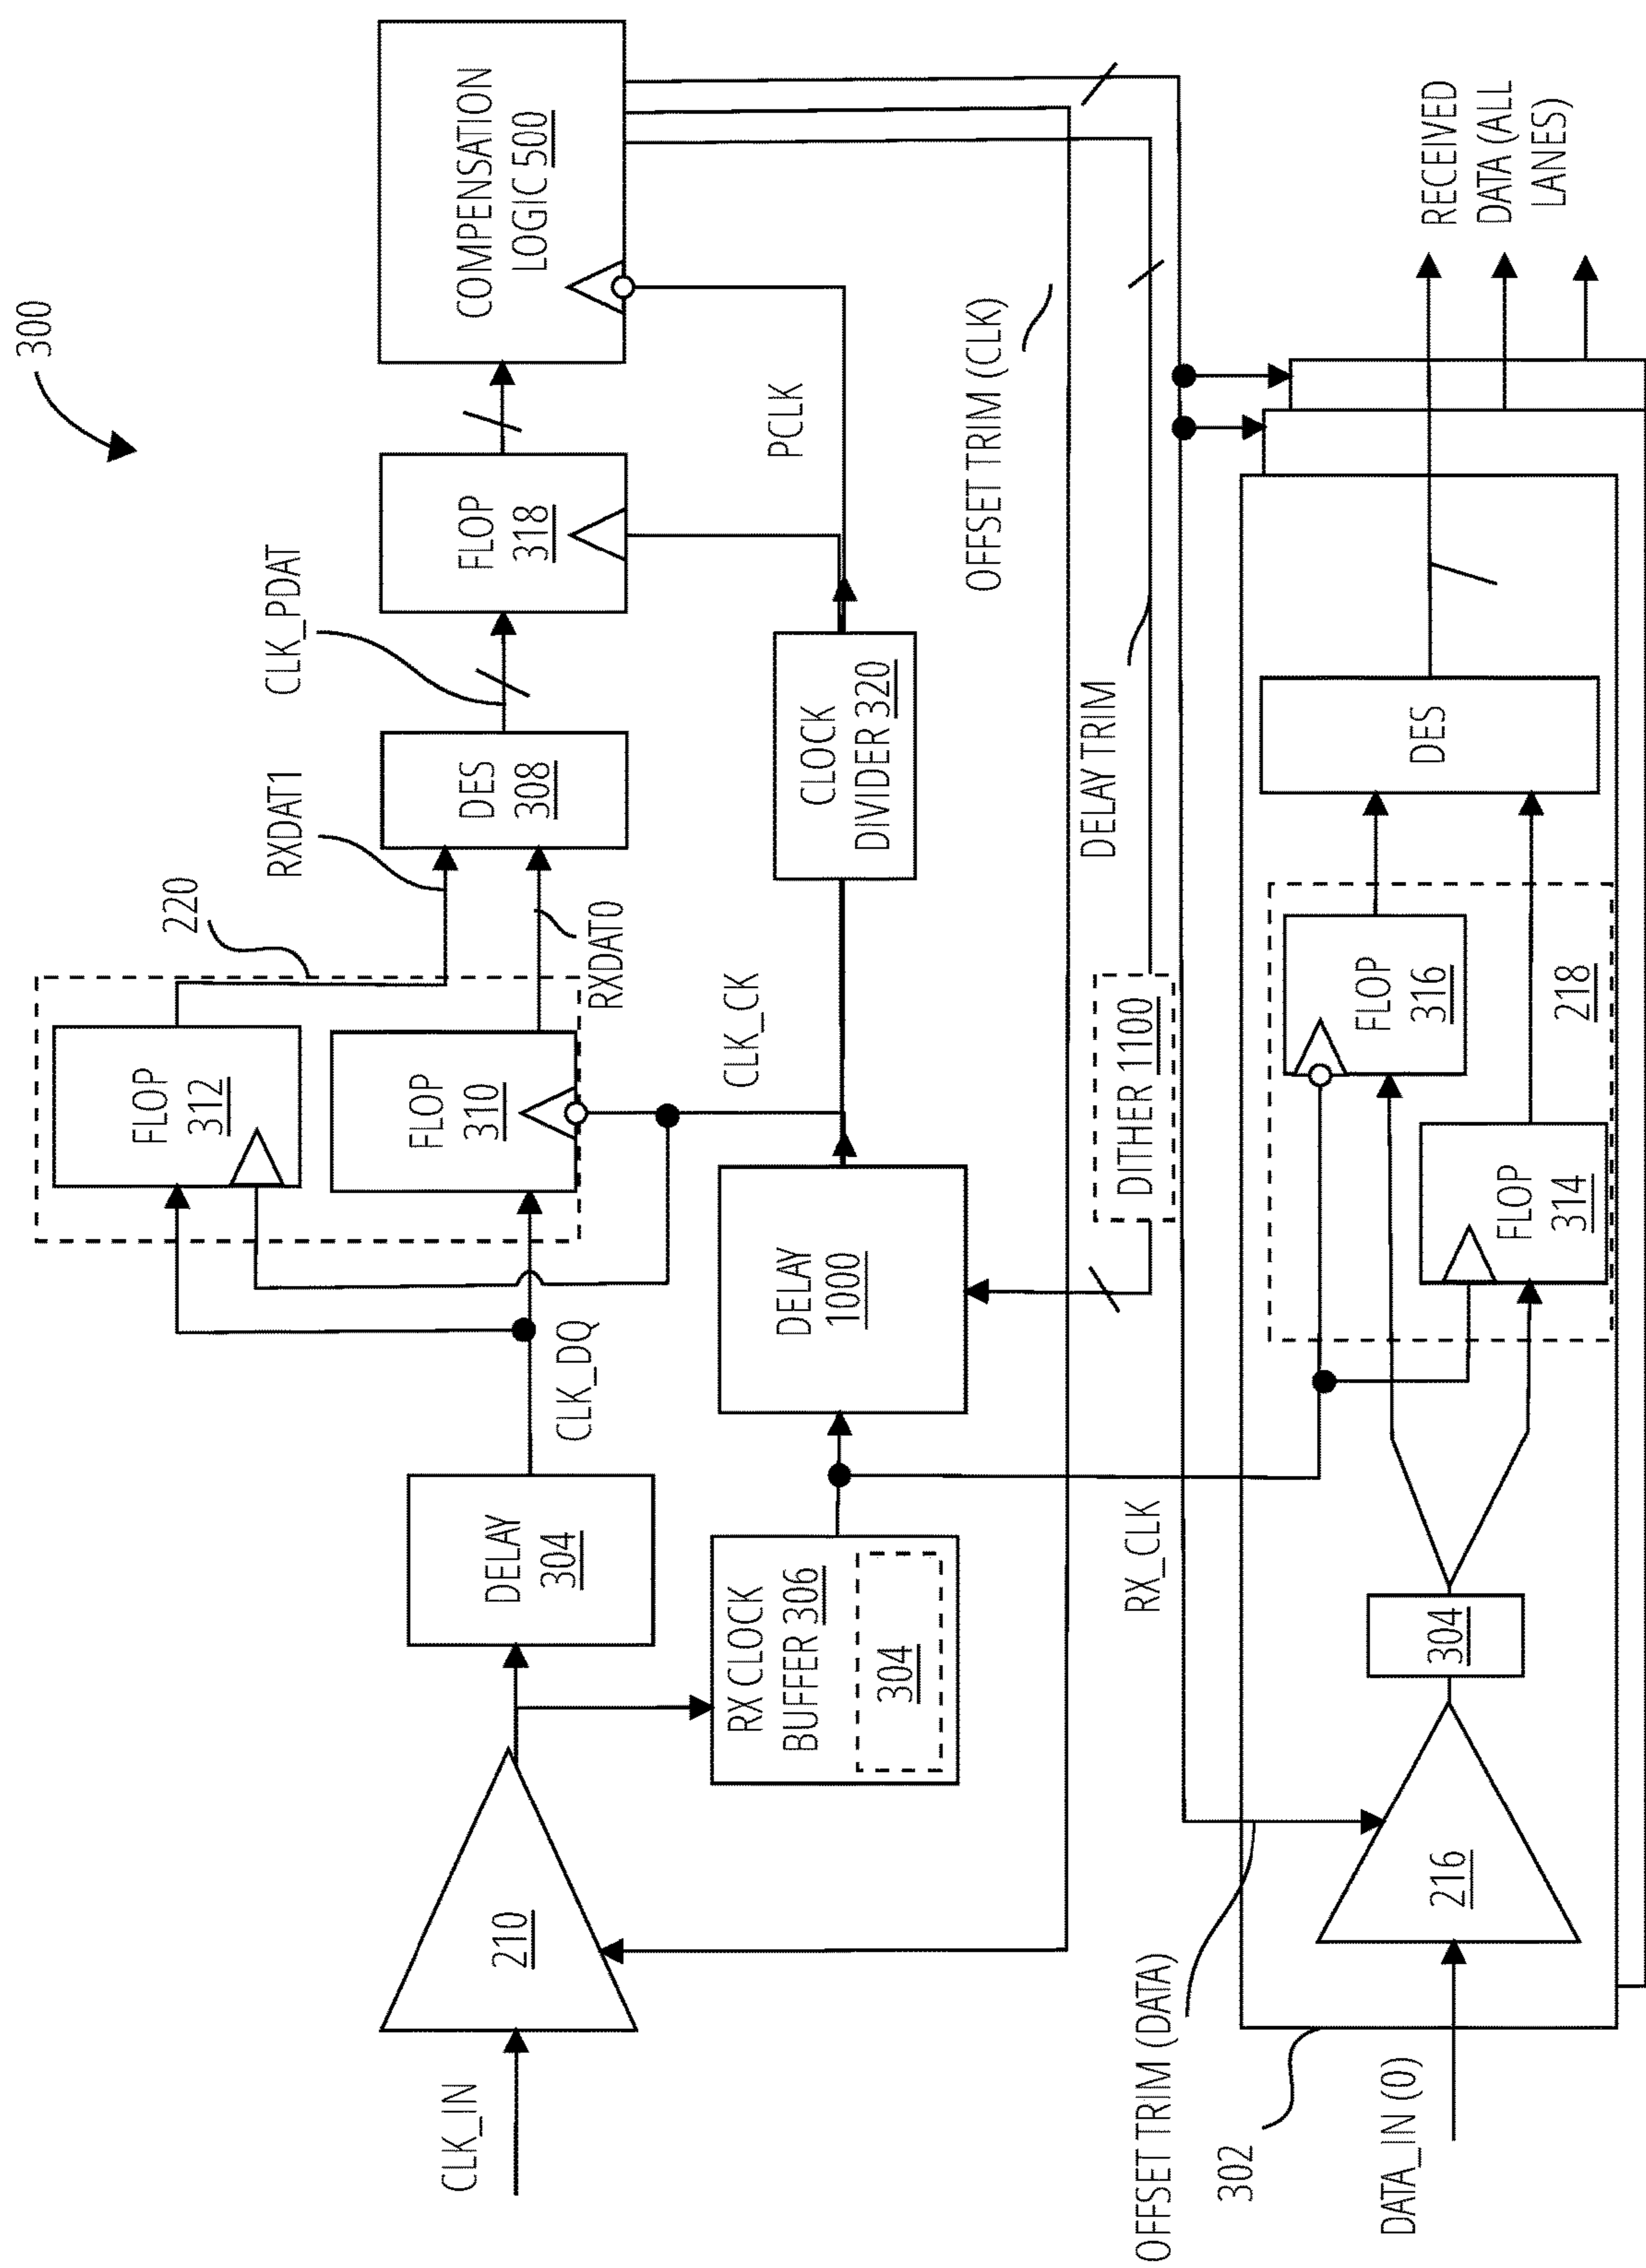 300
COMPENSATION
LOGIC 500
CLK_PDAT
FLOP
318
PCLK
RXDAT1
DES
308
220
RXDAT0
FLOP
312
FLOP
310
CLK_CK
CLOCK
DIVIDER 320
CLK_DQ
DELAY
304
DELAY
1000
RX CLOCK
BUFFER 306
304
210
CLK_IN
OFFSET TRIM (CLK)
DELAY TRIM
DITHER 1100
RX_CLK
OFFSET TRIM (DATA)
302
DATA_IN (0)
216
304
FLOP
316
FLOP
314
218
DES
RECEIVED
DATA (ALL
LANES)